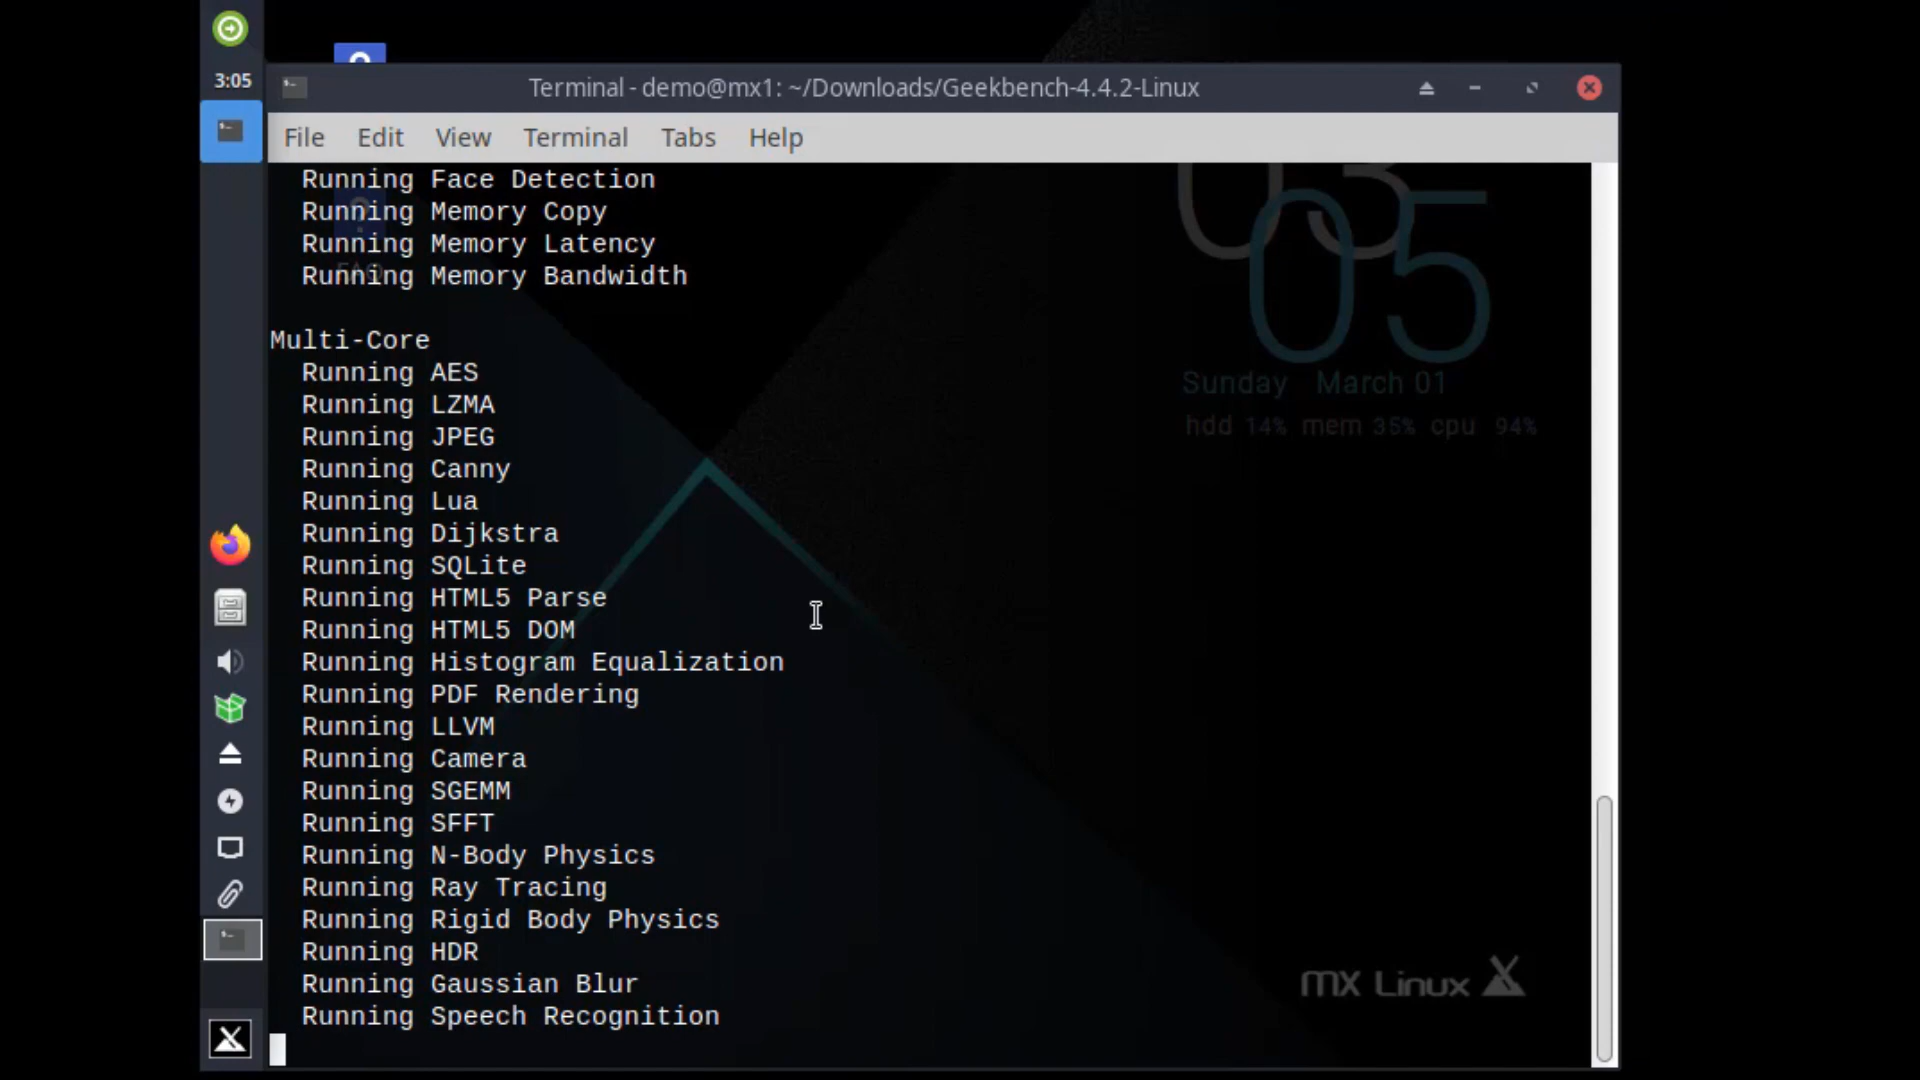 3:05
Terminal - demo@mx1: ~/Downloads/Geekbench-4.4.2-Linux
File Edit View Terminal Tabs Help
Running Face Detection
Running Memory Copy
Running Memory Latency
Running Memory Bandwidth
FAQ
Multi-Core
Running AES
Running LZMA
Running JPEG
Running Canny
Running Lua
Running Dijkstra
Running SQLite
Running HTML5 Parse
Running HTML5 DOM
Running Histogram Equalization
Running PDF Rendering
Running LLVM
Running Camera
Running SGEMM
Running SFFT
Running N-Body Physics
Running Ray Tracing
Running Rigid Body Physics
Running HDR
Running Gaussian Blur
Running Speech Recognition
03
05
Sunday March 01
hdd 14% mem 35% cpu 94%
MX Linux